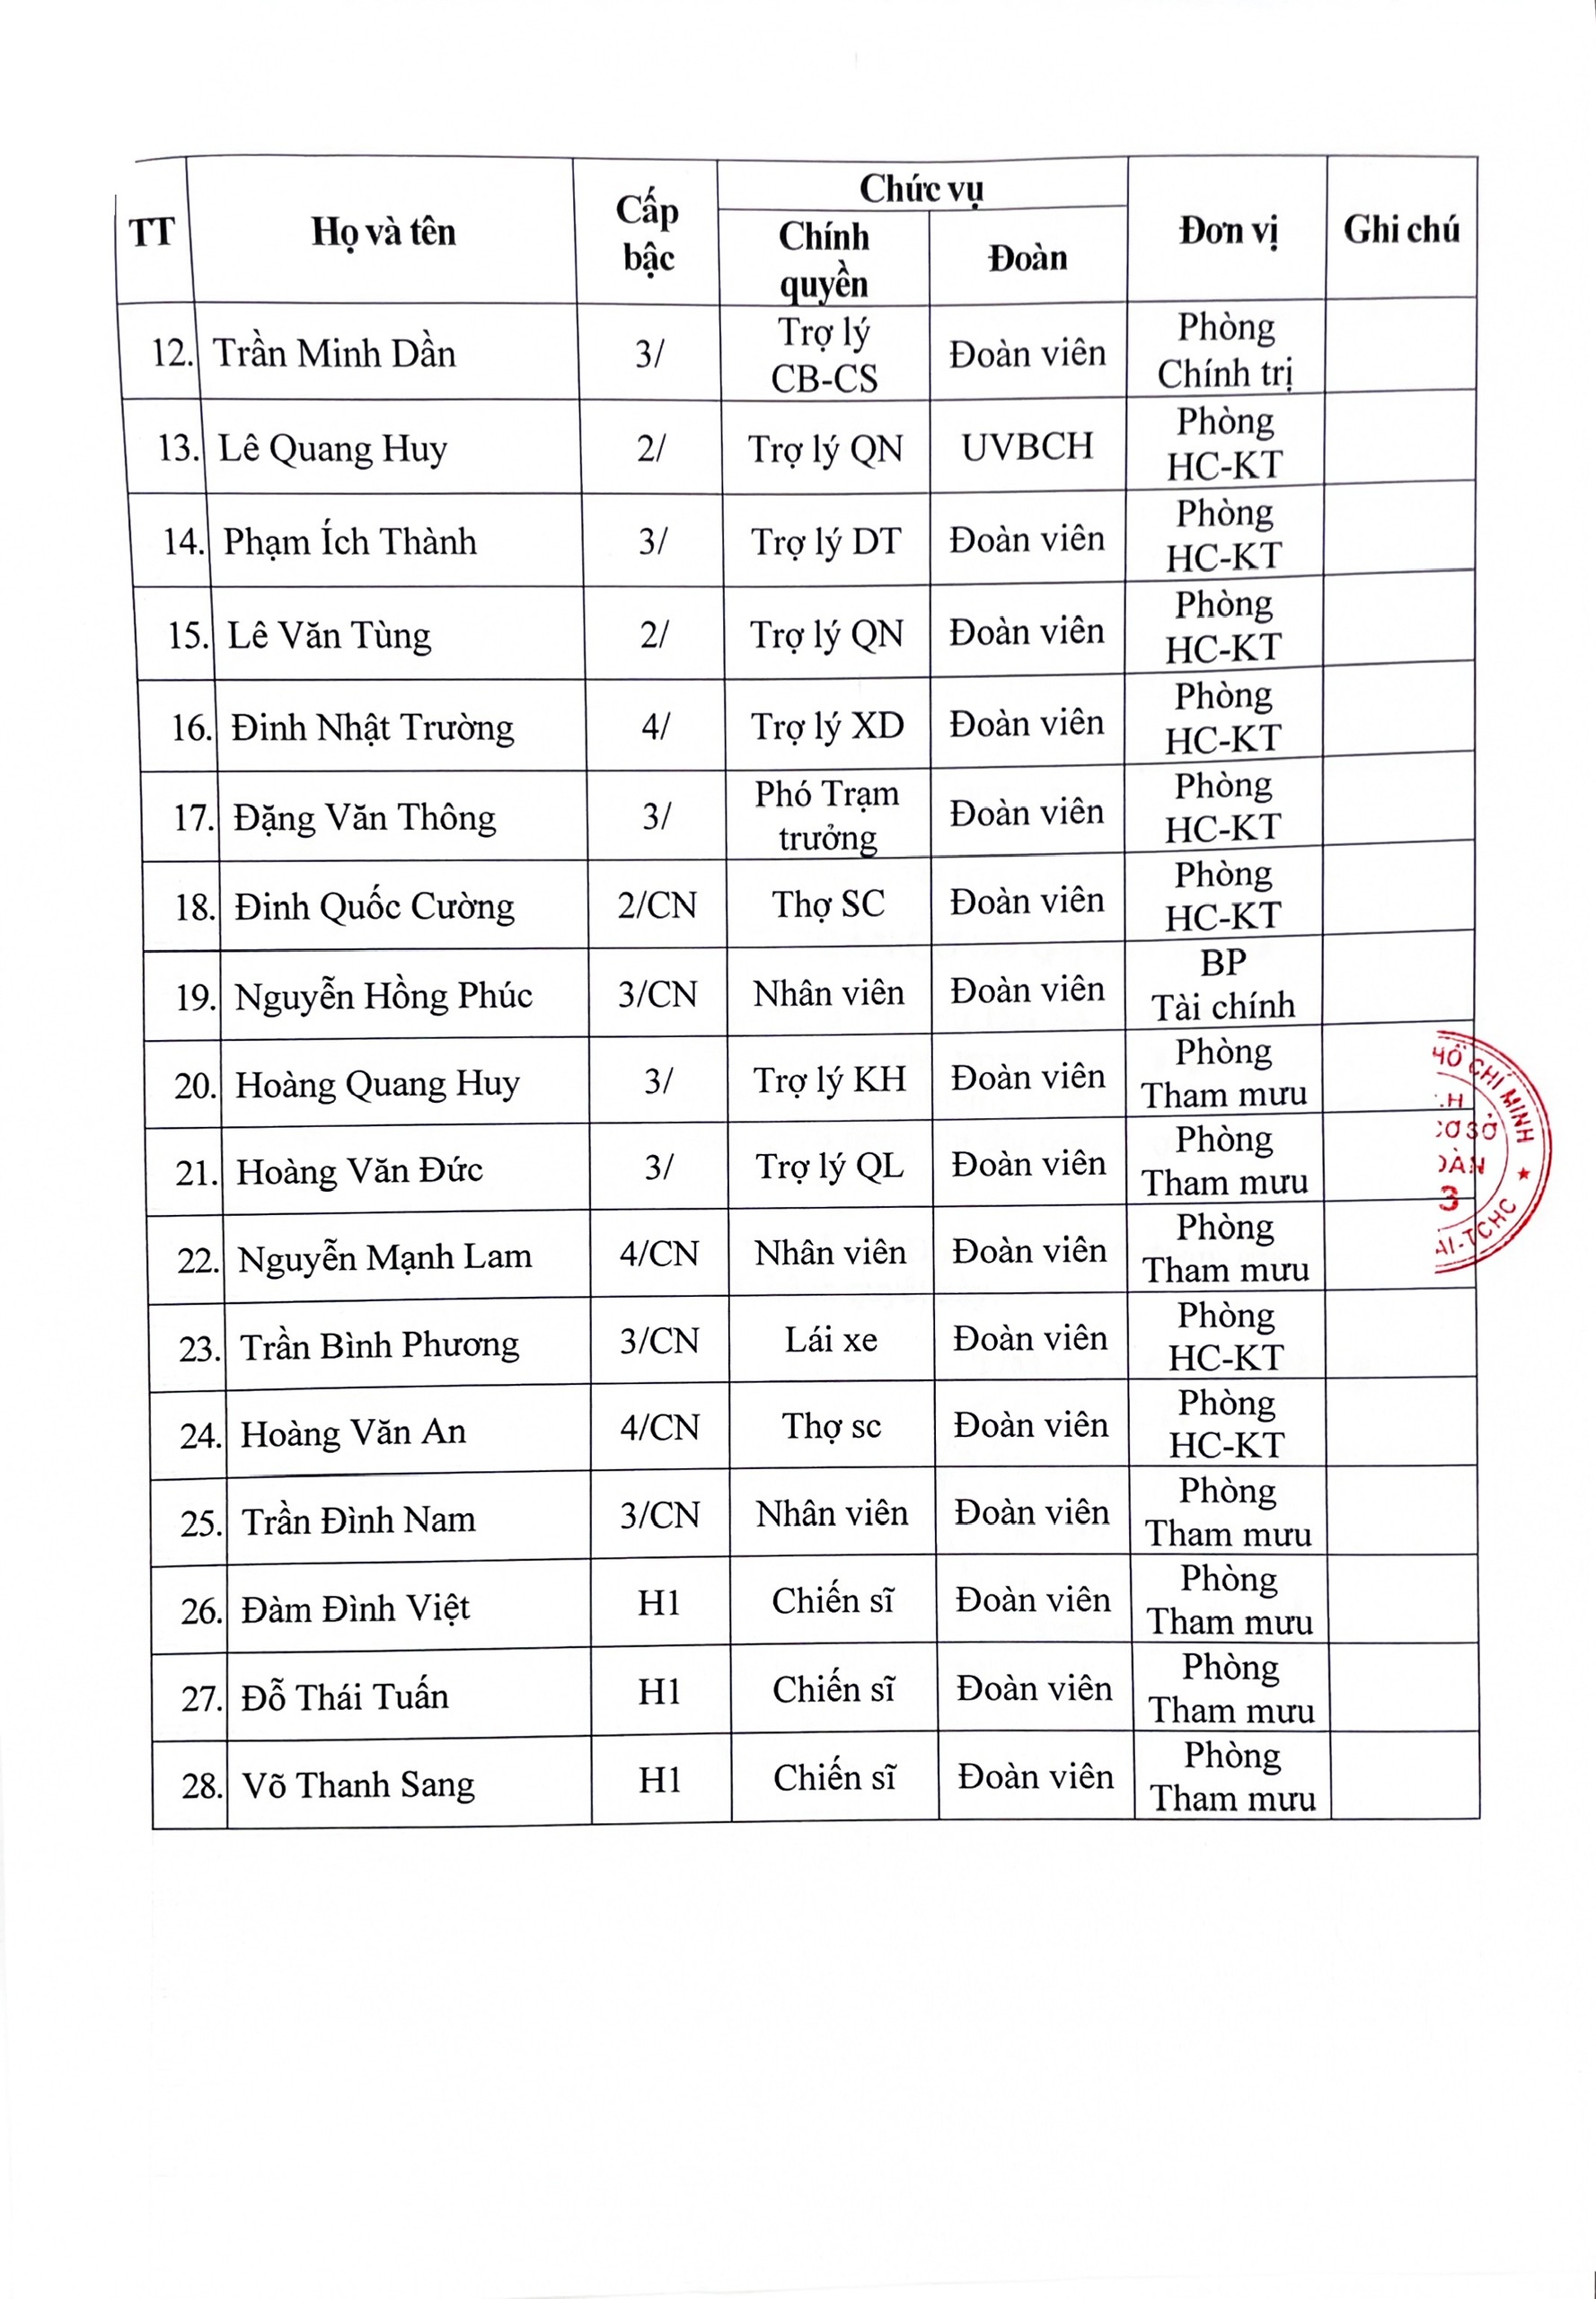 TT Họ và tên Cấp bậc Chức vụ Đơn vị Ghi chú
Chính quyền Đoàn
12. Trần Minh Dần 3/ Trợ lý CB-CS Đoàn viên Phòng Chính trị
13. Lê Quang Huy 2/ Trợ lý QN UVBCH Phòng HC-KT
14. Phạm Ích Thành 3/ Trợ lý DT Đoàn viên Phòng HC-KT
15. Lê Văn Tùng 2/ Trợ lý QN Đoàn viên Phòng HC-KT
16. Đinh Nhật Trường 4/ Trợ lý XD Đoàn viên Phòng HC-KT
17. Đặng Văn Thông 3/ Phó Trạm trưởng Đoàn viên Phòng HC-KT
18. Đinh Quốc Cường 2/CN Thợ SC Đoàn viên Phòng HC-KT
19. Nguyễn Hồng Phúc 3/CN Nhân viên Đoàn viên BP Tài chính
20. Hoàng Quang Huy 3/ Trợ lý KH Đoàn viên Phòng Tham mưu
21. Hoàng Văn Đức 3/ Trợ lý QL Đoàn viên Phòng Tham mưu
22. Nguyễn Mạnh Lam 4/CN Nhân viên Đoàn viên Phòng Tham mưu
23. Trần Bình Phương 3/CN Lái xe Đoàn viên Phòng HC-KT
24. Hoàng Văn An 4/CN Thợ sc Đoàn viên Phòng HC-KT
25. Trần Đình Nam 3/CN Nhân viên Đoàn viên Phòng Tham mưu
26. Đàm Đình Việt H1 Chiến sĩ Đoàn viên Phòng Tham mưu
27. Đỗ Thái Tuấn H1 Chiến sĩ Đoàn viên Phòng Tham mưu
28. Võ Thanh Sang H1 Chiến sĩ Đoàn viên Phòng Tham mưu
HỒ CHÍ MINH
3
TCHC